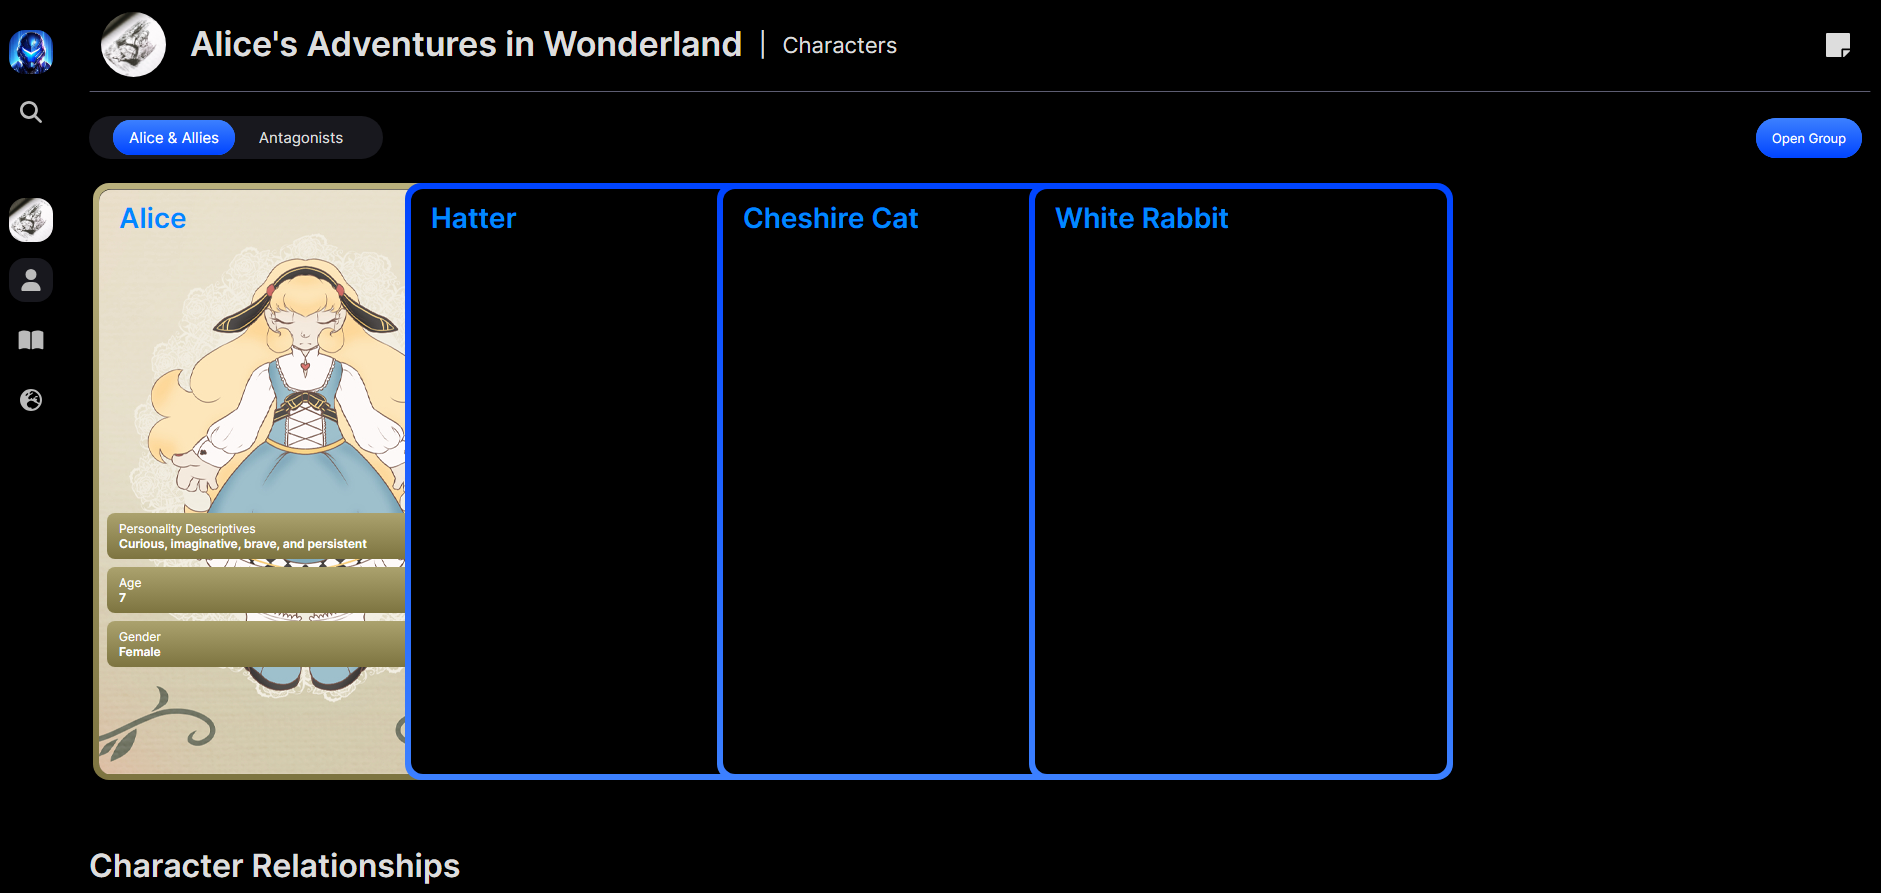 Alice's Adventures in Wonderland | Characters
Alice & Allies
Antagonists
Open Group
Alice
Hatter
Cheshire Cat
White Rabbit
Personality Descriptives
Curious, imaginative, brave, and persistent
Age
7
Gender
Female
Character Relationships